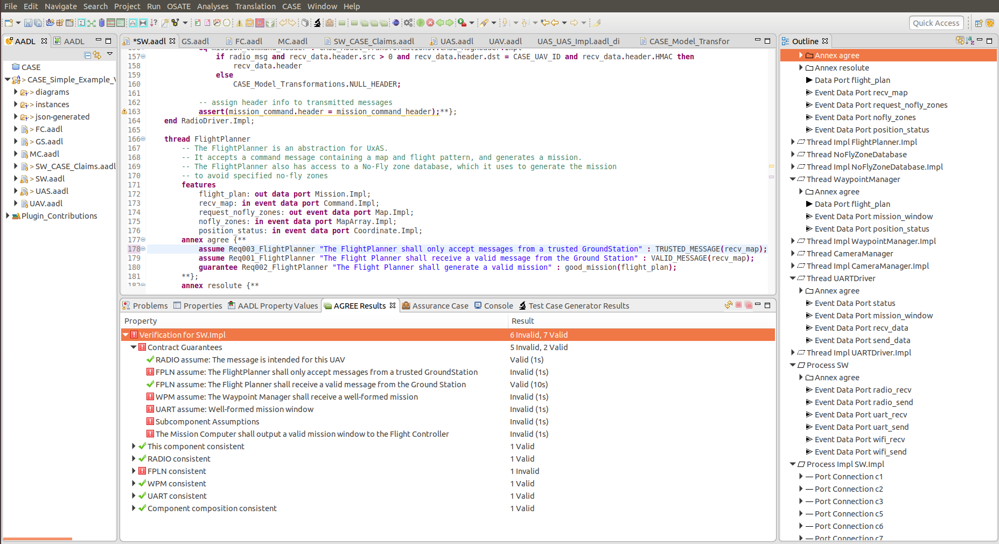 File Edit Navigate Search Project Run OSATE Analyses Translation CASE Window Help
Quick Access
AADL
AADL
CASE
> CASE_Simple_Example_V
> diagrams
> instances
> json-generated
> FC.aadl
> GS.aadl
MC.aadl
> SW_CASE_Claims.aadl
> SW.aadl
> UAS.aadl
UAV.aadl
Plugin_Contributions
*SW.aadl GS.aadl FC.aadl MC.aadl SW_CASE_Claims.aadl UAS.aadl UAV.aadl UAS_UAS_Impl.aadl_di CASE_Model_Transfor
157 if radio_msg and recv_data.header.src > 0 and recv_data.header.dst = CASE_UAV_ID and recv_data.header.HMAC then
158 recv_data.header
159 else
160 CASE_Model_Transformations.NULL_HEADER;
161
162 -- assign header info to transmitted messages
163 assert(mission_command.header = mission_command_header);**};
164 end RadioDriver.Impl;
165
166 thread FlightPlanner
167 -- The FlightPlanner is an abstraction for UxAS.
168 -- It accepts a command message containing a map and flight pattern, and generates a mission.
169 -- The FlightPlanner also has access to a No-Fly zone database, which it uses to generate the mission
170 -- to avoid specified no-fly zones
171 features
172 flight_plan: out data port Mission.Impl;
173 recv_map: in event data port Command.Impl;
174 request_nofly_zones: out event data port Map.Impl;
175 nofly_zones: in event data port MapArray.Impl;
176 position_status: in event data port Coordinate.Impl;
177 annex agree {**
178 assume Req003_FlightPlanner "The FlightPlanner shall only accept messages from a trusted GroundStation" : TRUSTED_MESSAGE(recv_map);
179 assume Req001_FlightPlanner "The Flight Planner shall receive a valid message from the Ground Station" : VALID_MESSAGE(recv_map);
180 guarantee Req002_FlightPlanner "The Flight Planner shall generate a valid mission" : good_mission(flight_plan);
181 **};
182 annex resolute {**
Problems Properties AADL Property Values AGREE Results Assurance Case Console Test Case Generator Results
Property Result
Verification for SW.Impl 6 Invalid, 7 Valid
Contract Guarantees 5 Invalid, 2 Valid
RADIO assume: The message is intended for this UAV Valid (1s)
FPLN assume: The FlightPlanner shall only accept messages from a trusted GroundStation Invalid (1s)
FPLN assume: The Flight Planner shall receive a valid message from the Ground Station Valid (10s)
WPM assume: The Waypoint Manager shall receive a well-formed mission Invalid (1s)
UART assume: Well-formed mission window Invalid (1s)
Subcomponent Assumptions Invalid (1s)
The Mission Computer shall output a valid mission window to the Flight Controller Invalid (1s)
This component consistent 1 Valid
RADIO consistent 1 Valid
FPLN consistent 1 Invalid
WPM consistent 1 Valid
UART consistent 1 Valid
Component composition consistent 1 Valid
Outline
Annex agree
Annex resolute
Data Port flight_plan
Event Data Port recv_map
Event Data Port request_nofly_zones
Event Data Port nofly_zones
Event Data Port position_status
Thread Impl FlightPlanner.Impl
Thread NoFlyZoneDatabase
Thread Impl NoFlyZoneDatabase.Impl
Thread WaypointManager
Annex agree
Data Port flight_plan
Event Data Port mission_window
Event Data Port position_status
Thread Impl WaypointManager.Impl
Thread CameraManager
Thread Impl CameraManager.Impl
Thread UARTDriver
Annex agree
Event Data Port status
Event Data Port mission_window
Event Data Port recv_data
Event Data Port send_data
Thread Impl UARTDriver.Impl
Process SW
Annex agree
Event Data Port radio_recv
Event Data Port radio_send
Event Data Port uart_recv
Event Data Port uart_send
Event Data Port wifi_recv
Event Data Port wifi_send
Process Impl SW.Impl
Port Connection c1
Port Connection c2
Port Connection c3
Port Connection c5
Port Connection c6
Port Connection c7